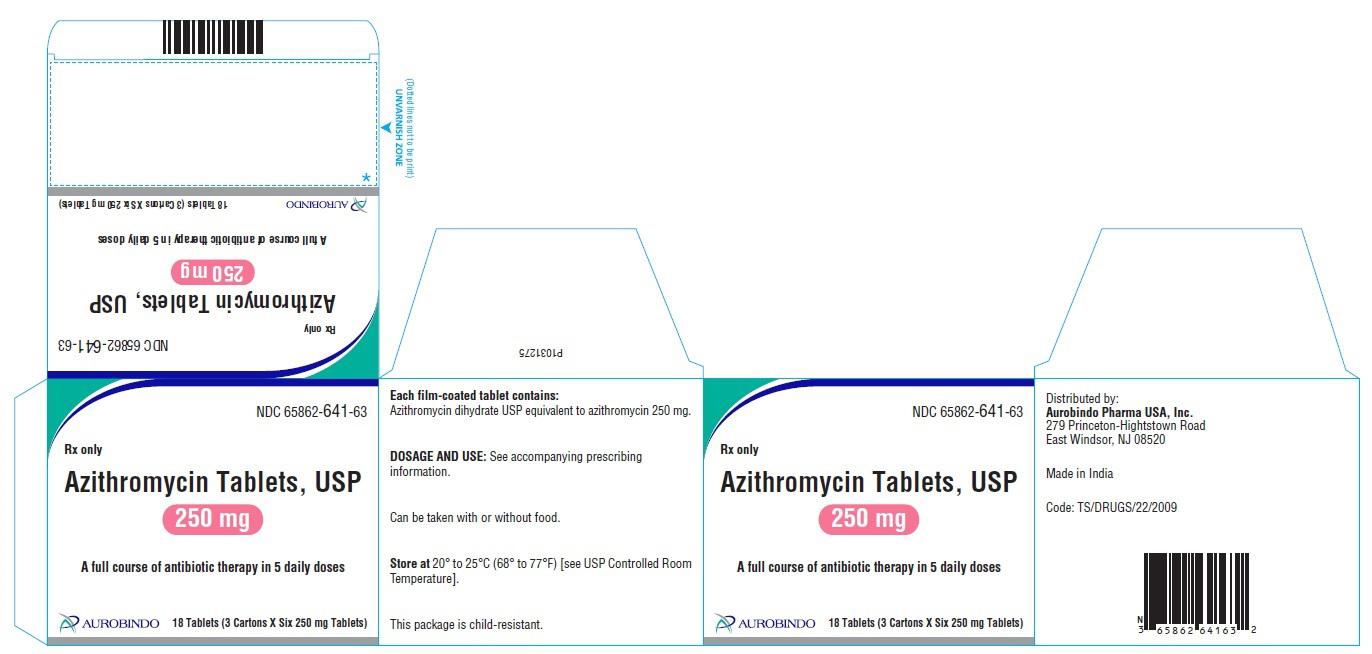 (Dotted lines not to be print)
UNVARNISH ZONE
*
18 Tablets (3 Cartons X Six 250 mg Tablets)
AUROBINDO
A full course of antibiotic therapy in 5 daily doses
250 mg
Azithromycin Tablets, USP
Rx only
NDC 65862-641-63
P1031275
NDC 65862-641-63
Rx only
Azithromycin Tablets, USP
250 mg
A full course of antibiotic therapy in 5 daily doses
AUROBINDO 18 Tablets (3 Cartons X Six 250 mg Tablets)
Each film-coated tablet contains:
Azithromycin dihydrate USP equivalent to azithromycin 250 mg.
DOSAGE AND USE: See accompanying prescribing
information.
Can be taken with or without food.
Store at 20° to 25°C (68° to 77°F) [see USP Controlled Room
Temperature].
This package is child-resistant.
NDC 65862-641-63
Rx only
Azithromycin Tablets, USP
250 mg
A full course of antibiotic therapy in 5 daily doses
AUROBINDO 18 Tablets (3 Cartons X Six 250 mg Tablets)
Distributed by:
Aurobindo Pharma USA, Inc.
279 Princeton-Hightstown Road
East Windsor, NJ 08520
Made in India
Code: TS/DRUGS/22/2009
N
3 65862 64163 2